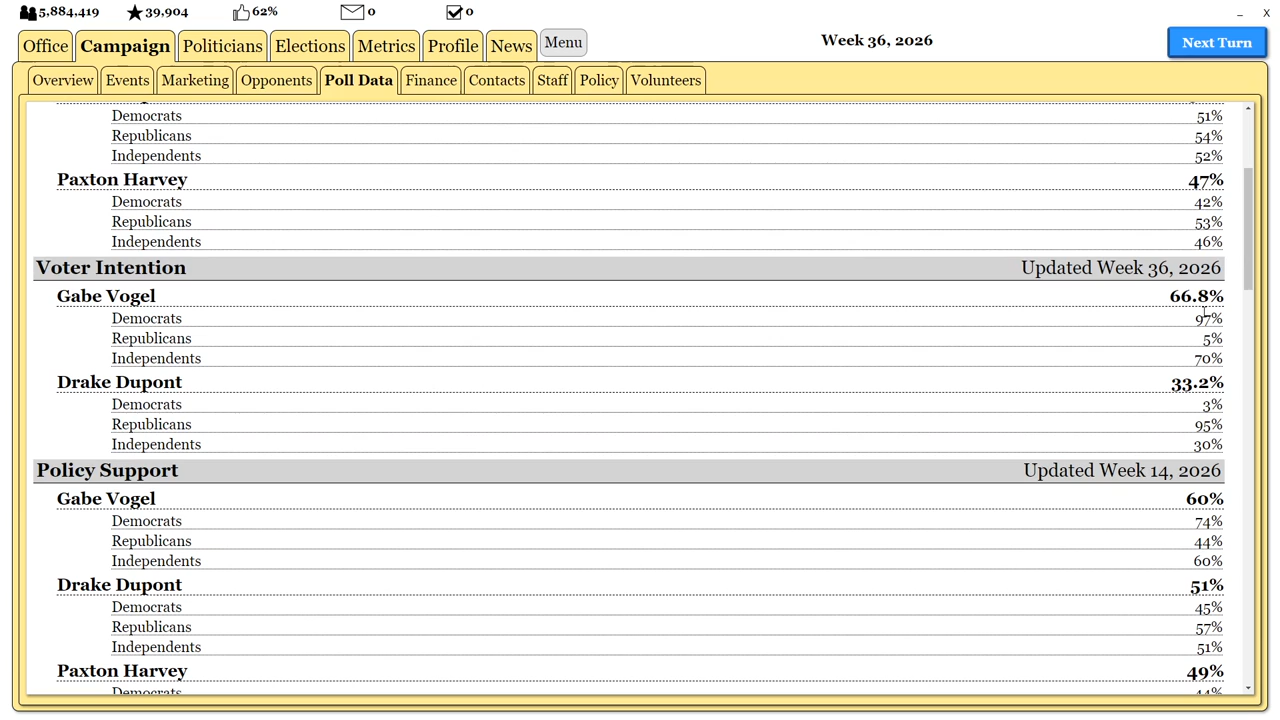 5,884,419 39,904 62% 0 0 _ X
Office Campaign Politicians Elections Metrics Profile News Menu Week 36, 2026 Next Turn
Overview Events Marketing Opponents Poll Data Finance Contacts Staff Policy Volunteers
Democrats 51%
Republicans 54%
Independents 52%
Paxton Harvey 47%
Democrats 42%
Republicans 53%
Independents 46%
Voter Intention Updated Week 36, 2026
Gabe Vogel 66.8%
Democrats 97%
Republicans 5%
Independents 70%
Drake Dupont 33.2%
Democrats 3%
Republicans 95%
Independents 30%
Policy Support Updated Week 14, 2026
Gabe Vogel 60%
Democrats 74%
Republicans 44%
Independents 60%
Drake Dupont 51%
Democrats 45%
Republicans 57%
Independents 51%
Paxton Harvey 49%
Democrats 44%